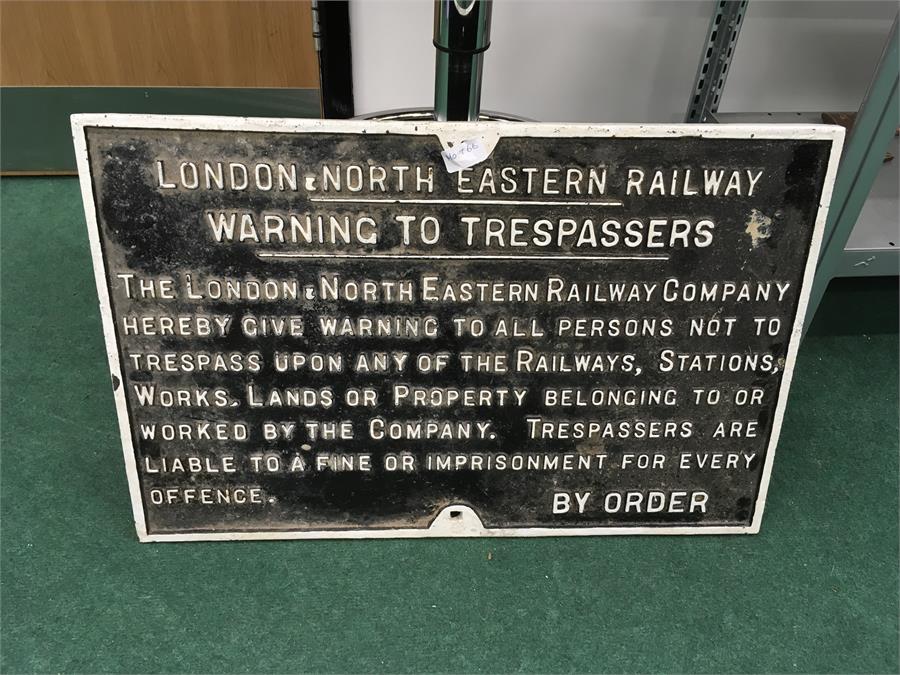 LONDON & NORTH EASTERN RAILWAY
WARNING TO TRESPASSERS
THE LONDON & NORTH EASTERN RAILWAY COMPANY
HEREBY GIVE WARNING TO ALL PERSONS NOT TO
TRESPASS UPON ANY OF THE RAILWAYS, STATIONS,
WORKS, LANDS OR PROPERTY BELONGING TO OR
WORKED BY THE COMPANY. TRESPASSERS ARE
LIABLE TO A FINE OR IMPRISONMENT FOR EVERY
OFFENCE.
BY ORDER